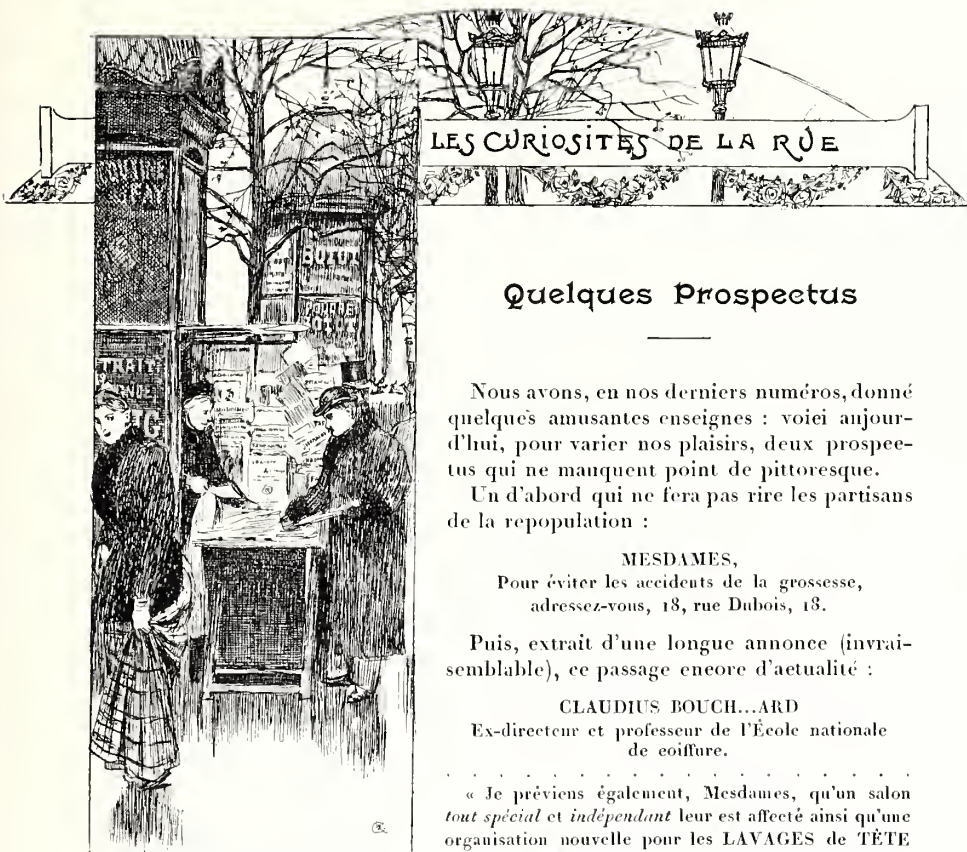 LES CURIOSITÉS DE LA RUE
BOTOT
TRAIT
Quelques Prospectus
Nous avons, en nos derniers numéros, donné
quelques amusantes enseignes : voici aujour-
d'hui, pour varier nos plaisirs, deux prospec-
tus qui ne manquent point de pittoresque.
Un d'abord qui ne fera pas rire les partisans
de la repopulation :
MESDAMES,
Pour éviter les accidents de la grossesse,
adressez-vous, 18, rue Dubois, 18.
Puis, extrait d'une longue annonce (invrai-
semblable), ce passage encore d'actualité :
CLAUDIUS BOUCH...ARD
Ex-directeur et professeur de l'École nationale
de coiffure.
. . . . . . . . . . . . . . . . . . . .
« Je préviens également, Mesdames, qu'un salon
tout spécial et indépendant leur est affecté ainsi qu'une
organisation nouvelle pour les LAVAGES de TÊTE